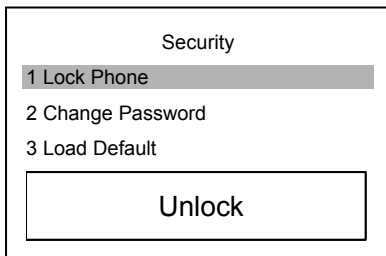 Security
1 Lock Phone
2 Change Password
3 Load Default
Unlock